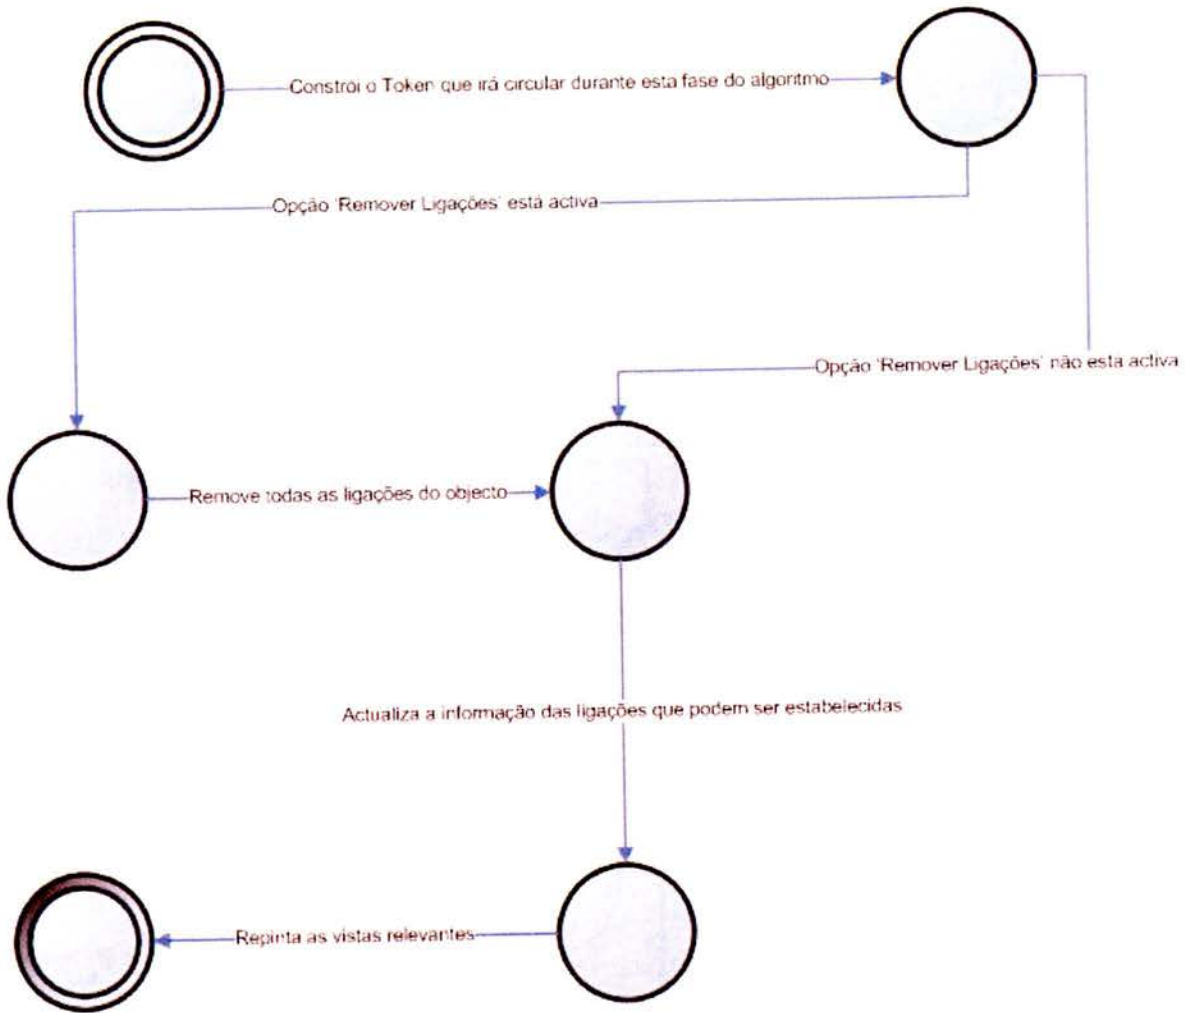 Constrói o Token que irá circular durante esta fase do algoritmo
Opção 'Remover Ligações' está activa
Opção 'Remover Ligações' não esta activa
Remove todas as ligações do objecto
Actualiza a informação das ligações que podem ser estabelecidas
Repinta as vistas relevantes